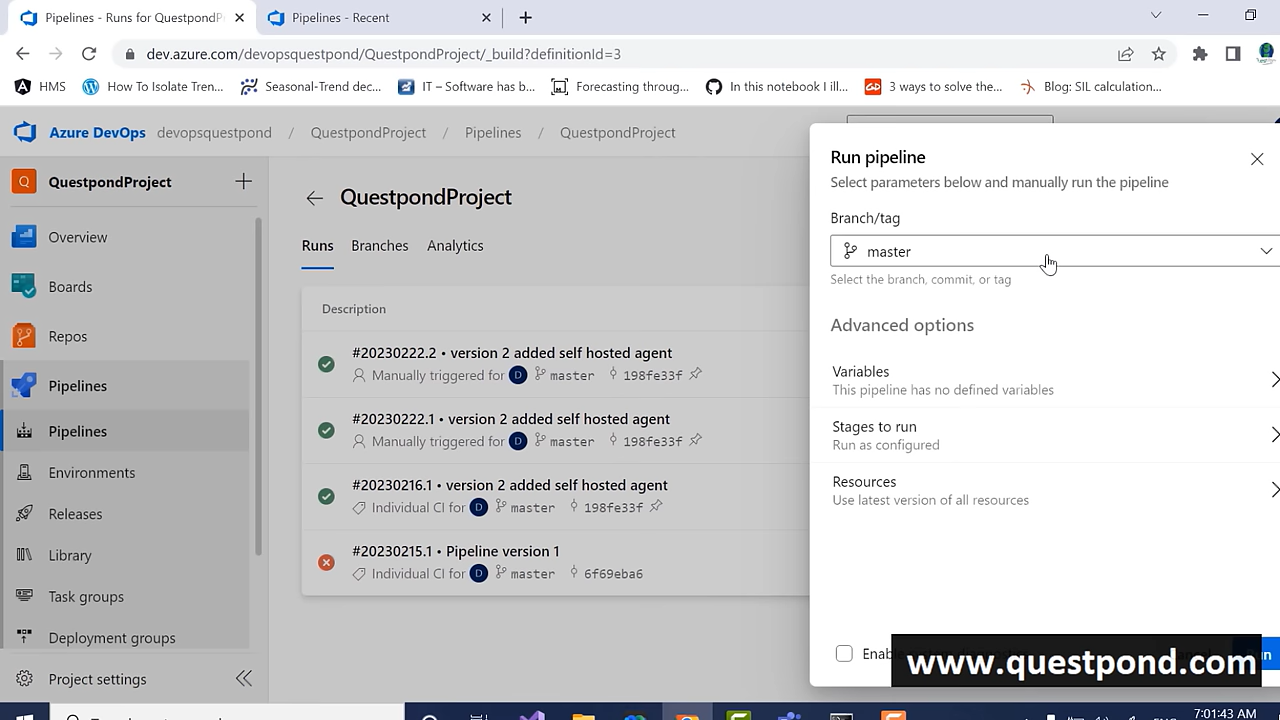 Pipelines - Runs for QuestpondP
Pipelines - Recent
dev.azure.com/devopsquestpond/QuestpondProject/_build?definitionId=3
HMS
How To Isolate Tren...
Seasonal-Trend dec...
IT – Software has b...
Forecasting throug...
In this notebook I ill...
3 ways to solve the...
Blog: SIL calculation...
Azure DevOps devopsquestpond / QuestpondProject / Pipelines / QuestpondProject
Q QuestpondProject
Overview
Boards
Repos
Pipelines
Pipelines
Environments
Releases
Library
Task groups
Deployment groups
Project settings
QuestpondProject
Runs Branches Analytics
Description
#20230222.2 • version 2 added self hosted agent
Manually triggered for D master 198fe33f
#20230222.1 • version 2 added self hosted agent
Manually triggered for D master 198fe33f
#20230216.1 • version 2 added self hosted agent
Individual CI for D master 198fe33f
#20230215.1 • Pipeline version 1
Individual CI for D master 6f69eba6
Run pipeline
Select parameters below and manually run the pipeline
Branch/tag
master
Select the branch, commit, or tag
Advanced options
Variables
This pipeline has no defined variables
Stages to run
Run as configured
Resources
Use latest version of all resources
www.questpond.com
7:01:43 AM